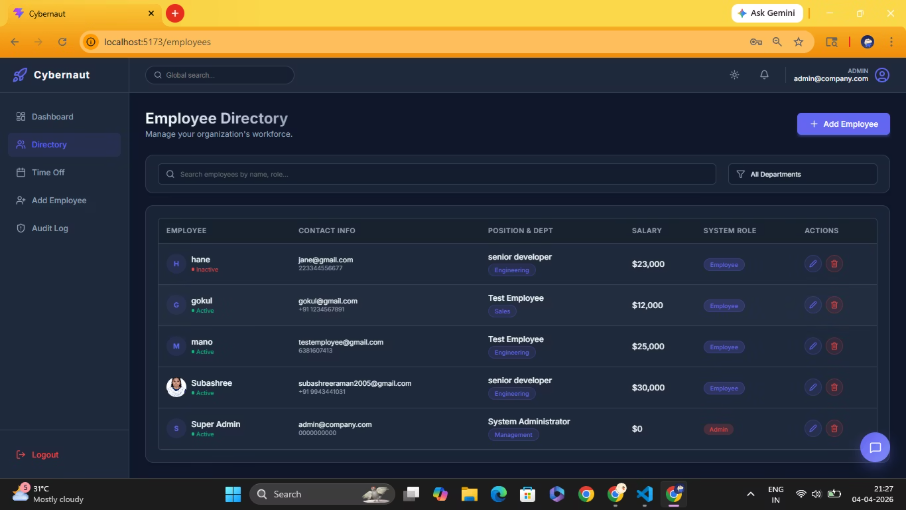 Cybernaut
Ask Gemini
localhost:5173/employees
Cybernaut
Global search...
ADMIN
admin@company.com
Dashboard
Directory
Time Off
Add Employee
Audit Log
Logout
Employee Directory
Manage your organization's workforce.
Add Employee
Search employees by name, role...
All Departments
EMPLOYEE CONTACT INFO POSITION & DEPT SALARY SYSTEM ROLE ACTIONS
H hane Inactive jane@gmail.com 223344556677 senior developer Engineering $23,000 Employee
G gokul Active gokul@gmail.com +91 1234567891 Test Employee Sales $12,000 Employee
M mano Active testemployee@gmail.com 6381607413 Test Employee Engineering $25,000 Employee
Subashree Active subashreeraman2005@gmail.com +91 9943441031 senior developer Engineering $30,000 Employee
S Super Admin Active admin@company.com 0000000000 System Administrator Management $0 Admin
5
31°C
Mostly cloudy
Search
ENG
IN
21:27
04-04-2026